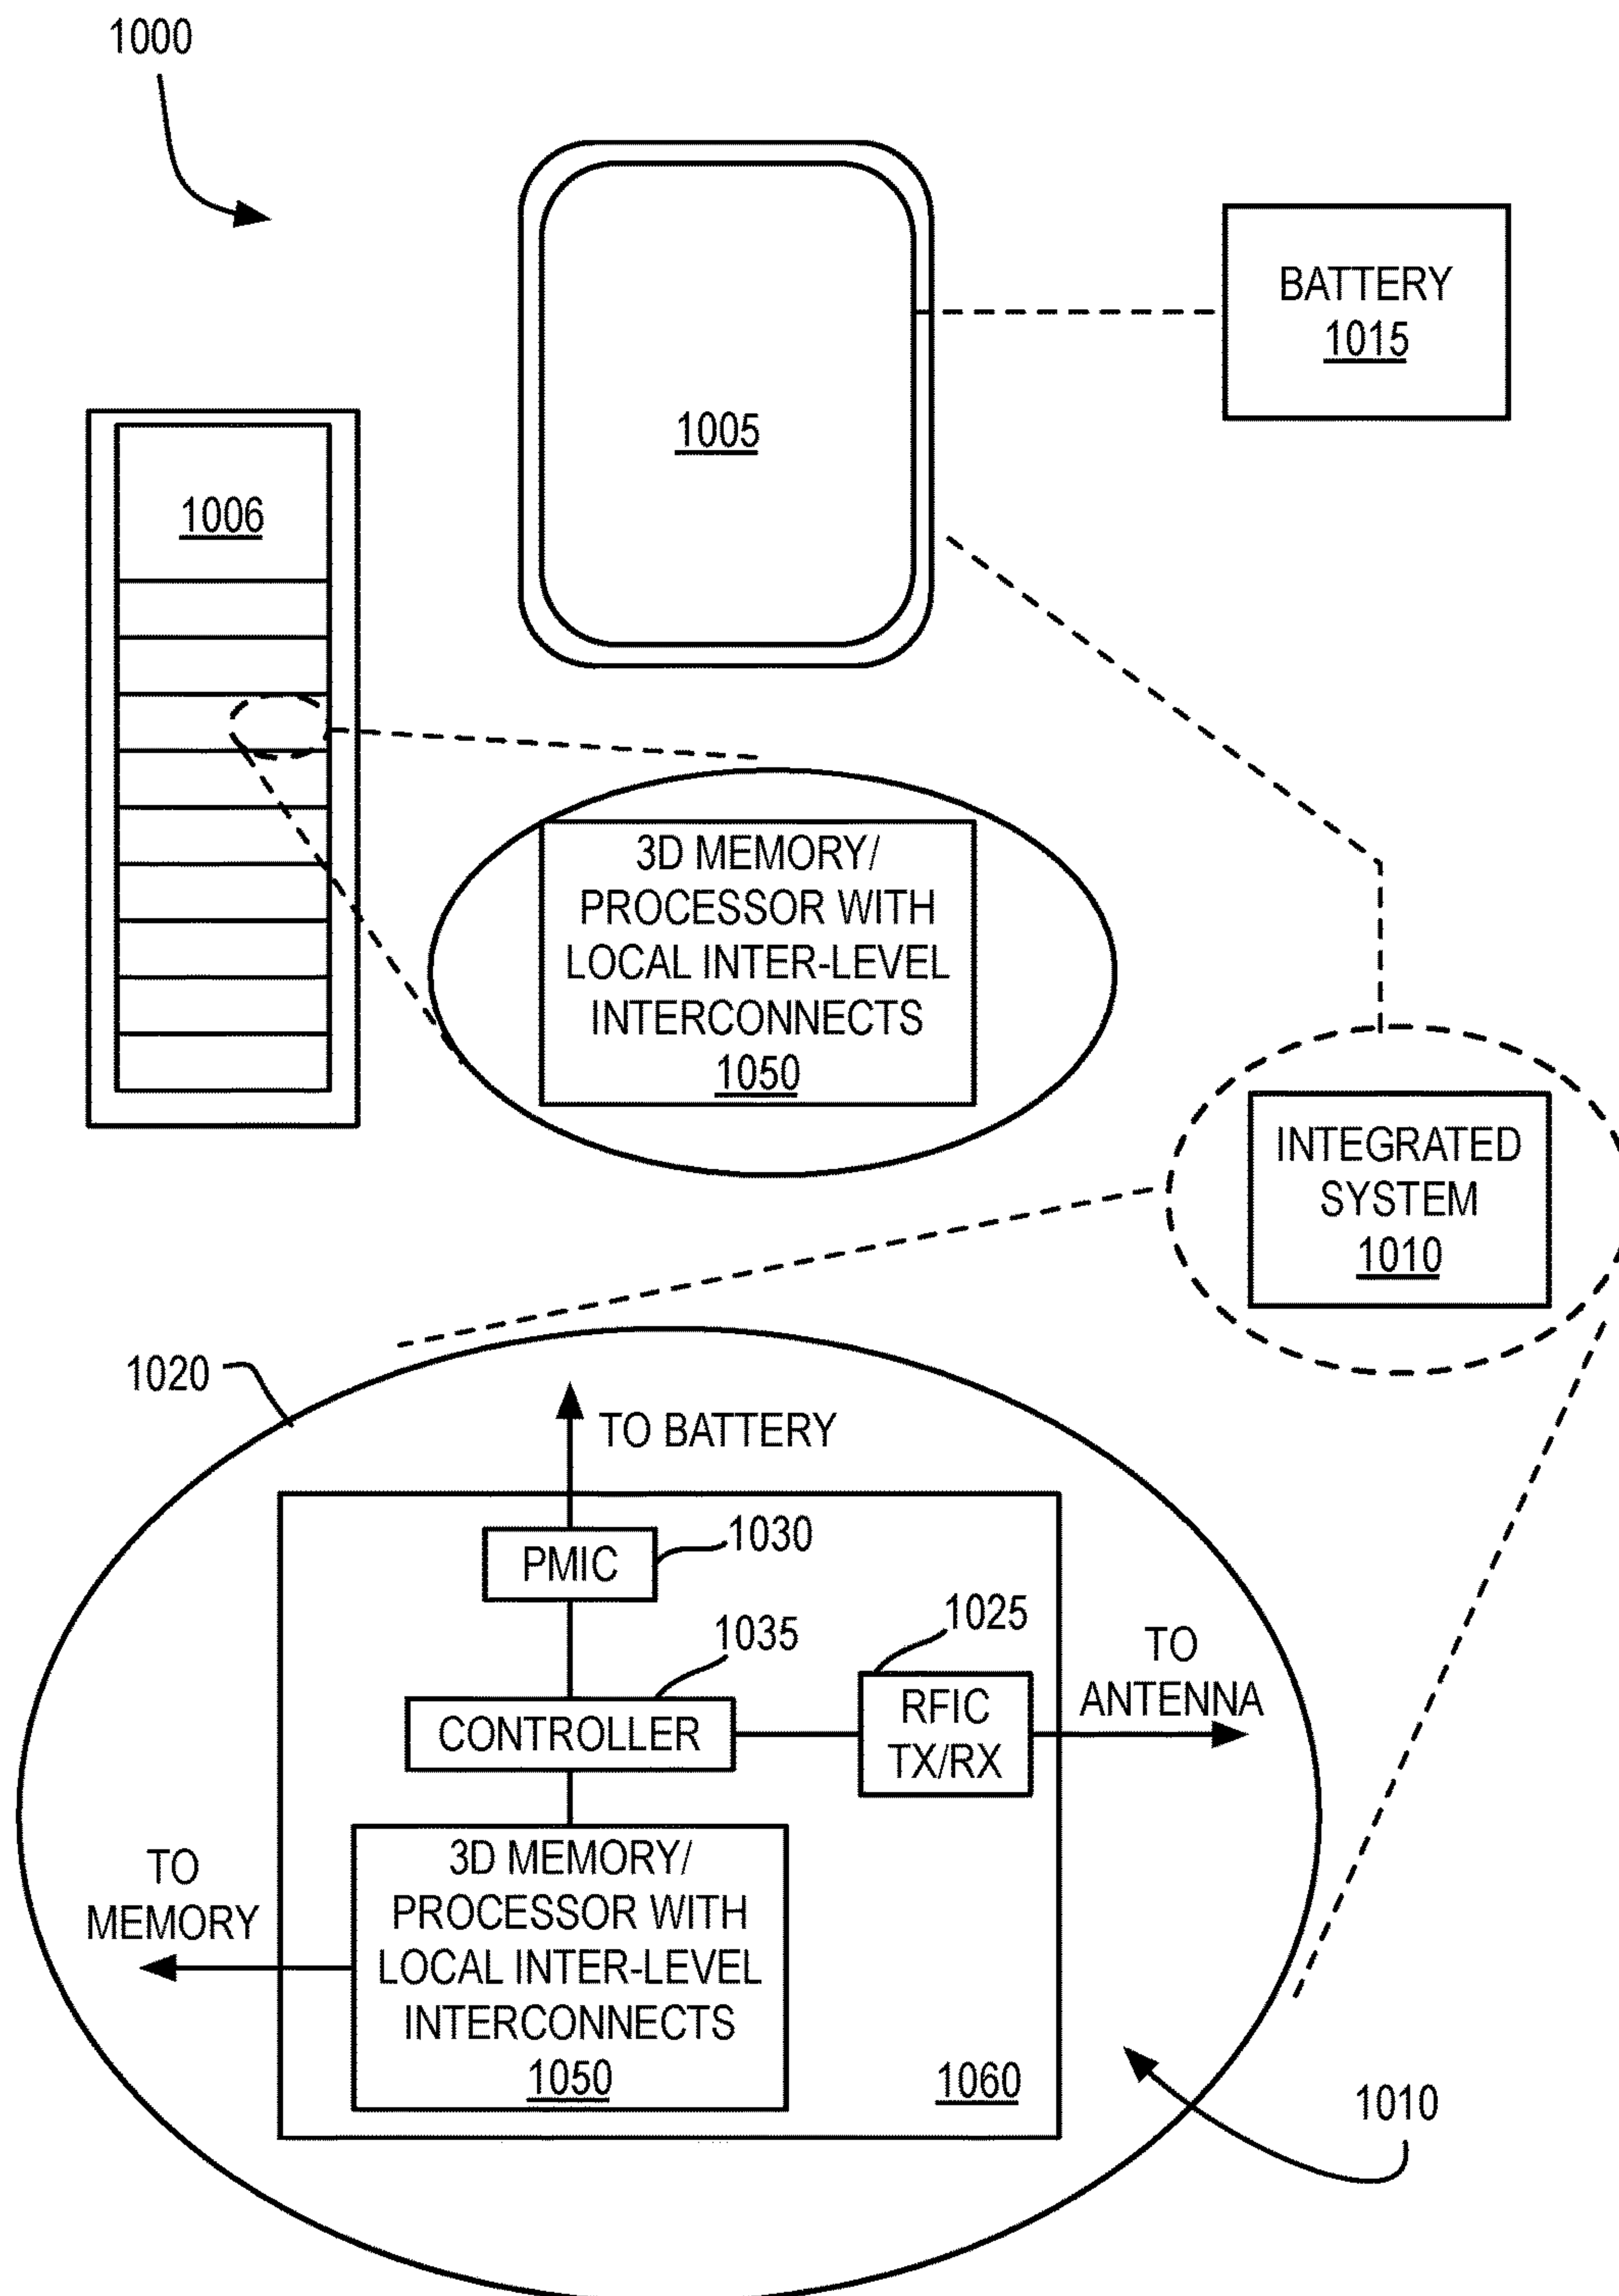 1000
BATTERY
1015
1005
1006
3D MEMORY/
PROCESSOR WITH
LOCAL INTER-LEVEL
INTERCONNECTS
1050
INTEGRATED
SYSTEM
1010
1020
TO BATTERY
PMIC
1030
1035
1025
CONTROLLER
RFIC
TX/RX
TO
ANTENNA
TO
MEMORY
3D MEMORY/
PROCESSOR WITH
LOCAL INTER-LEVEL
INTERCONNECTS
1050
1060
1010